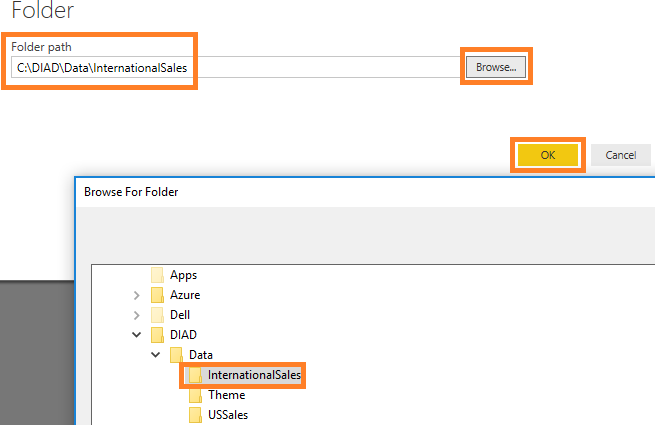 Folder
Folder path
C:\DIAD\Data\InternationalSales
Browse...
OK
Cancel
Browse For Folder
Apps
Azure
Dell
DIAD
Data
InternationalSales
Theme
USSales